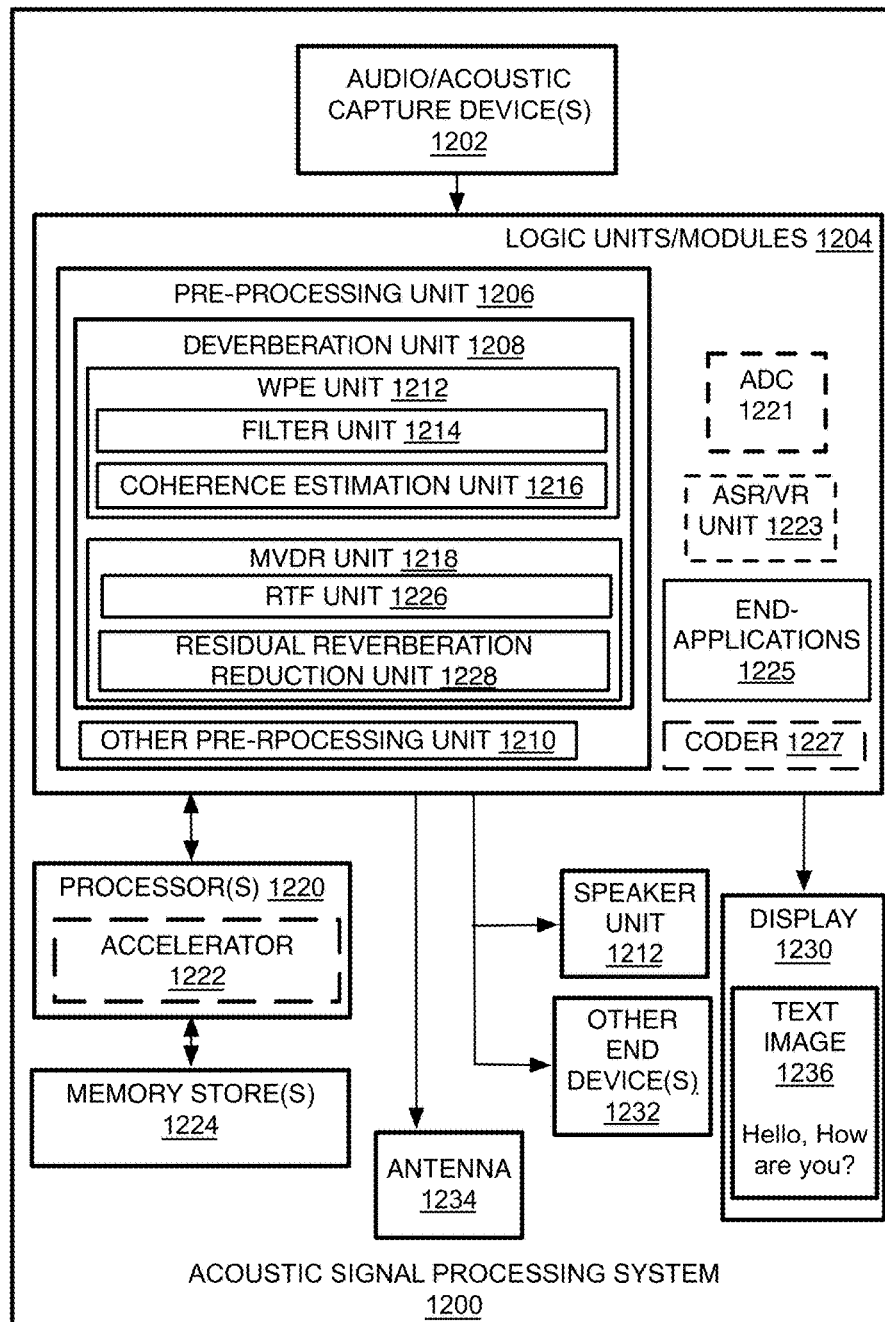 AUDIO/ACOUSTIC
CAPTURE DEVICE(S)
1202
LOGIC UNITS/MODULES 1204
PRE-PROCESSING UNIT 1206
DEVERBERATION UNIT 1208
WPE UNIT 1212
FILTER UNIT 1214
COHERENCE ESTIMATION UNIT 1216
MVDR UNIT 1218
RTF UNIT 1226
RESIDUAL REVERBERATION
REDUCTION UNIT 1228
OTHER PRE-RPOCESSING UNIT 1210
ADC
1221
ASR/VR
UNIT 1223
END-
APPLICATIONS
1225
CODER 1227
PROCESSOR(S) 1220
ACCELERATOR
1222
MEMORY STORE(S)
1224
ANTENNA
1234
SPEAKER
UNIT
1212
OTHER
END
DEVICE(S)
1232
DISPLAY
1230
TEXT
IMAGE
1236
Hello, How
are you?
ACOUSTIC SIGNAL PROCESSING SYSTEM
1200